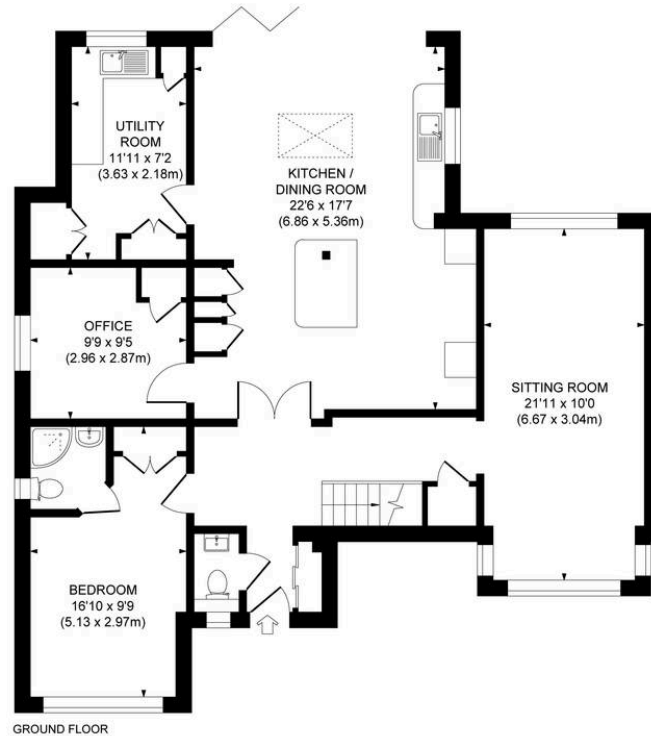 UTILITY
ROOM
11'11 x 7'2
(3.63 x 2.18m)
KITCHEN /
DINING ROOM
22'6 x 17'7
(6.86 x 5.36m)
OFFICE
9'9 x 9'5
(2.96 x 2.87m)
SITTING ROOM
21'11 x 10'0
(6.67 x 3.04m)
BEDROOM
16'10 x 9'9
(5.13 x 2.97m)
GROUND FLOOR